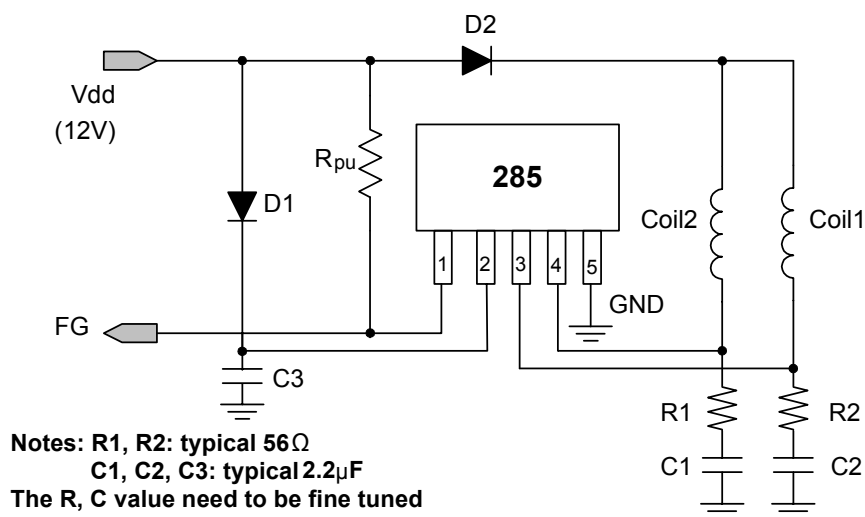 D2
Vdd
(12V)
Rpu
285
D1
Coil2
Coil1
1 2 3 4 5
GND
FG
C3
R1
R2
Notes: R1, R2: typical 56Ω
C1, C2, C3: typical 2.2μF
The R, C value need to be fine tuned
C1
C2